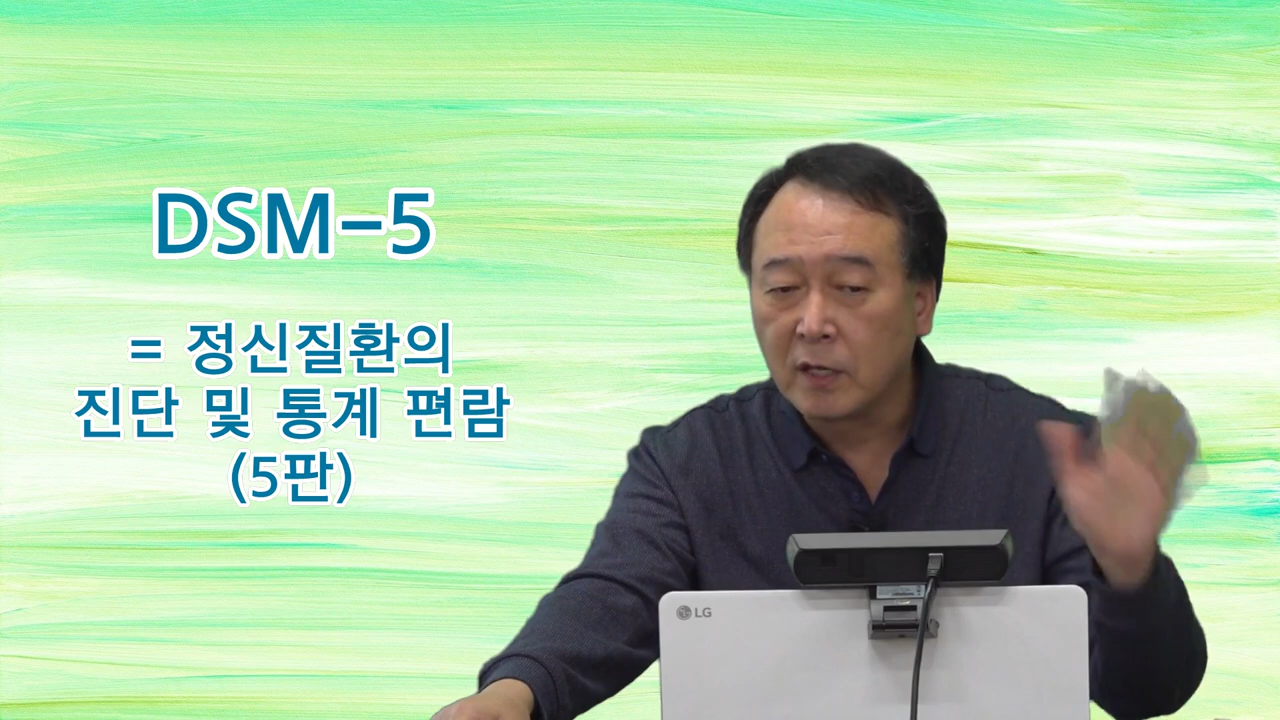 DSM-5
= 정신질환의
진단 및 통계 편람
(5판)
LG